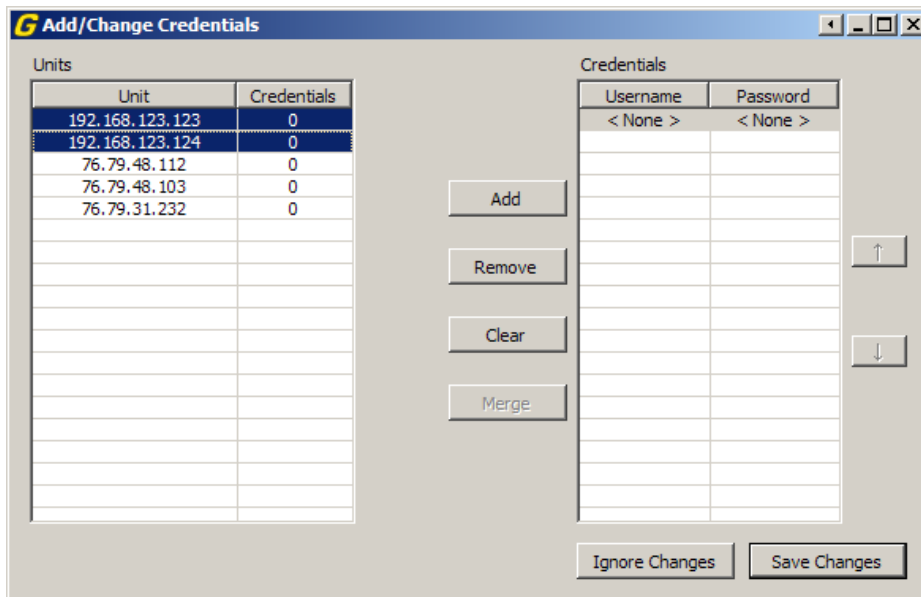 G Add/Change Credentials
Units
Unit Credentials
192.168.123.123 0
192.168.123.124 0
76.79.48.112 0
76.79.48.103 0
76.79.31.232 0
Add
Remove
Clear
Merge
Credentials
Username Password
< None > < None >
↑
↓
Ignore Changes Save Changes